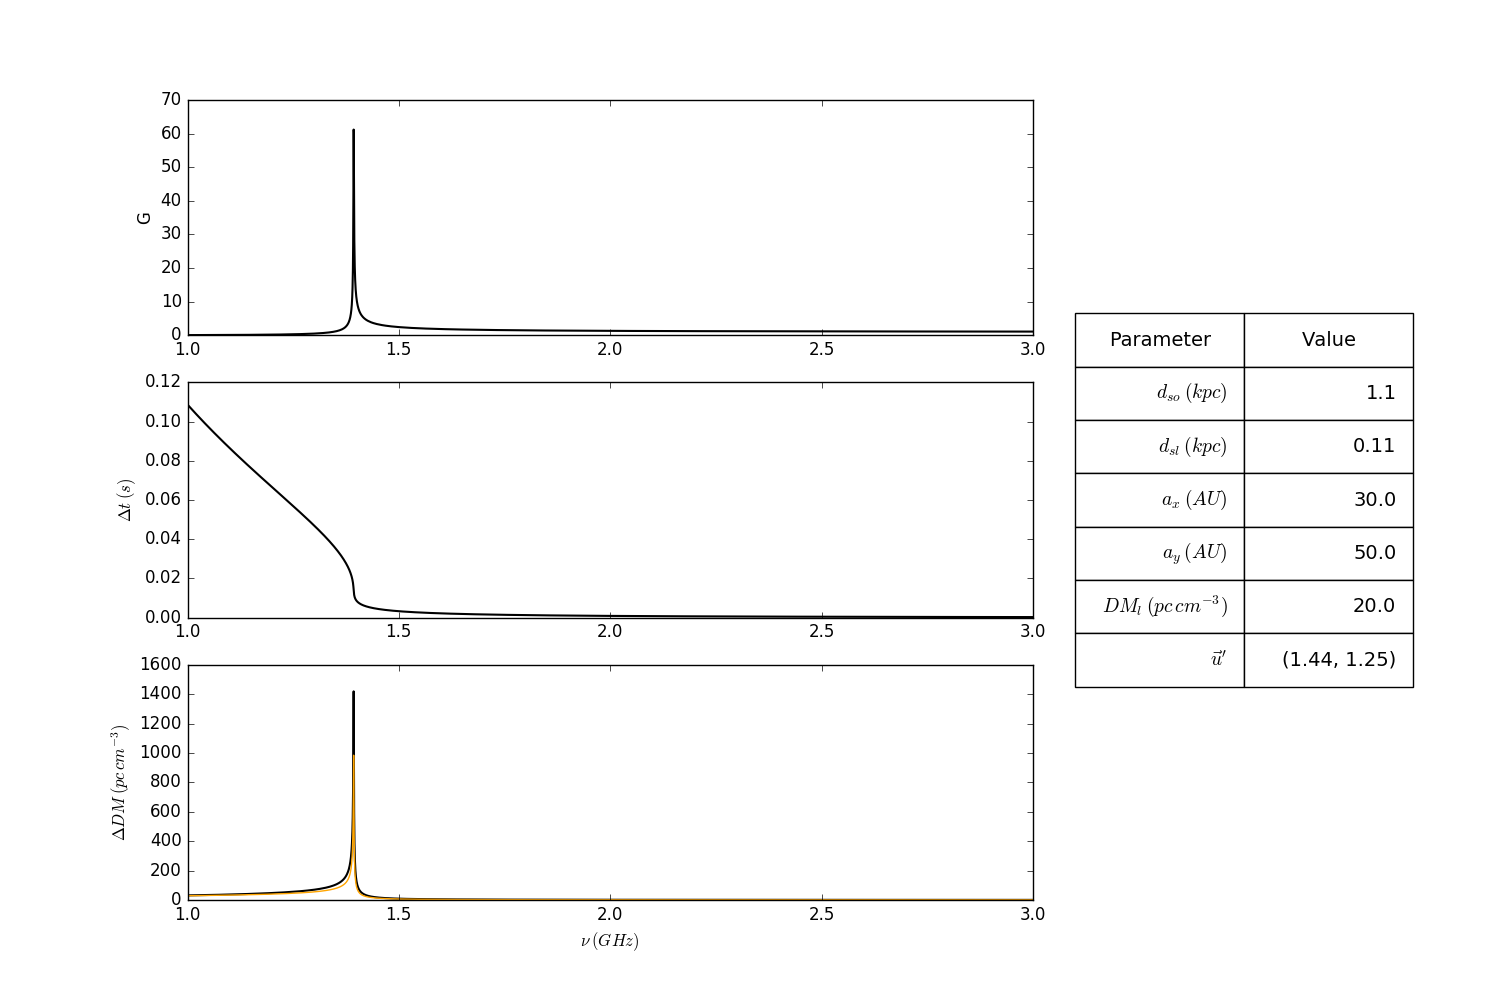 70
60
50
40
30
20
10
0
G
1.0 1.5 2.0 2.5 3.0
0.12
0.10
0.08
0.06
0.04
0.02
0.00
Δt (s)
1.0 1.5 2.0 2.5 3.0
1600
1400
1200
1000
800
600
400
200
0
ΔDM (pc cm⁻³)
1.0 1.5 2.0 2.5 3.0
ν (GHz)
Parameter Value
dₛₒ (kpc) 1.1
dₛₗ (kpc) 0.11
aₓ (AU) 30.0
a_y (AU) 50.0
DMₗ (pc cm⁻³) 20.0
u⃗′ (1.44, 1.25)